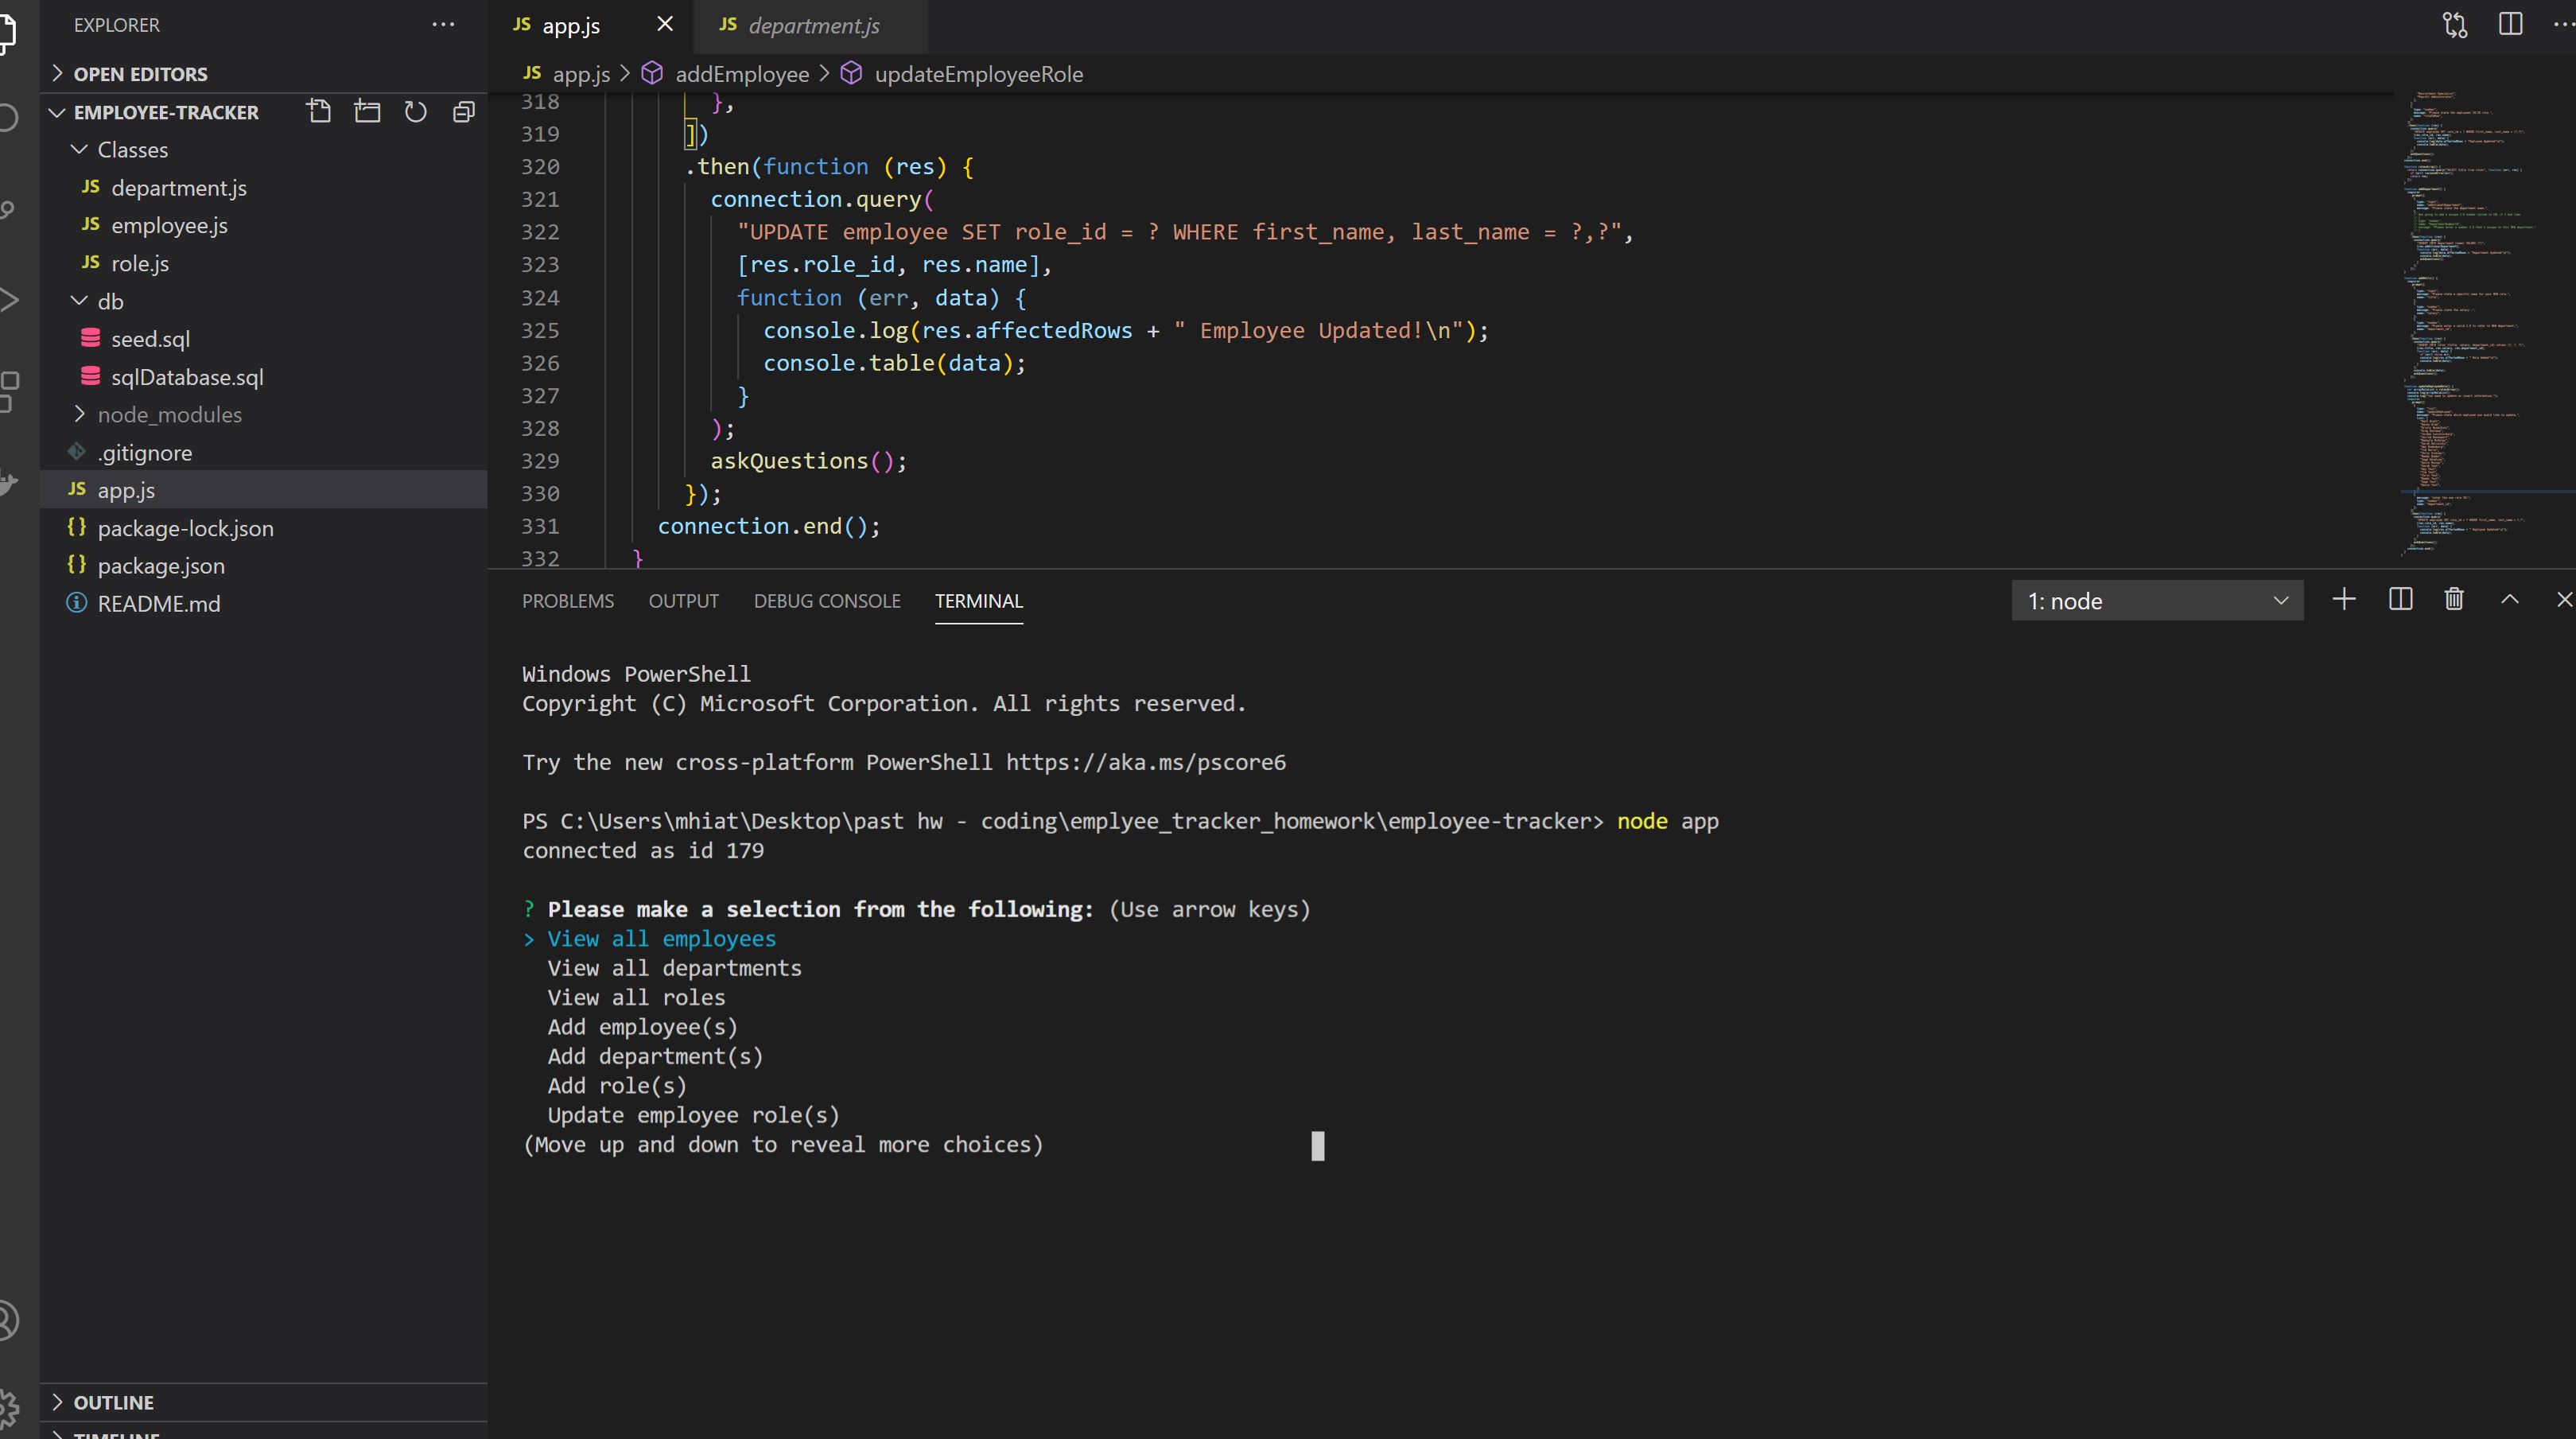 EXPLORER
OPEN EDITORS
EMPLOYEE-TRACKER
Classes
JS department.js
JS employee.js
JS role.js
db
seed.sql
sqlDatabase.sql
node_modules
.gitignore
JS app.js
{} package-lock.json
{} package.json
README.md
OUTLINE
TIMELINE
JS app.js
JS department.js
JS app.js > addEmployee > updateEmployeeRole
318 },
319 ])
320 .then(function (res) {
321 connection.query(
322 "UPDATE employee SET role_id = ? WHERE first_name, last_name = ?,?",
323 [res.role_id, res.name],
324 function (err, data) {
325 console.log(res.affectedRows + " Employee Updated!\n");
326 console.table(data);
327 }
328 );
329 askQuestions();
330 });
331 connection.end();
332 }
PROBLEMS OUTPUT DEBUG CONSOLE TERMINAL
1: node
Windows PowerShell
Copyright (C) Microsoft Corporation. All rights reserved.
Try the new cross-platform PowerShell https://aka.ms/pscore6
PS C:\Users\mhiat\Desktop\past hw - coding\emplyee_tracker_homework\employee-tracker> node app
connected as id 179
? Please make a selection from the following: (Use arrow keys)
> View all employees
View all departments
View all roles
Add employee(s)
Add department(s)
Add role(s)
Update employee role(s)
(Move up and down to reveal more choices)